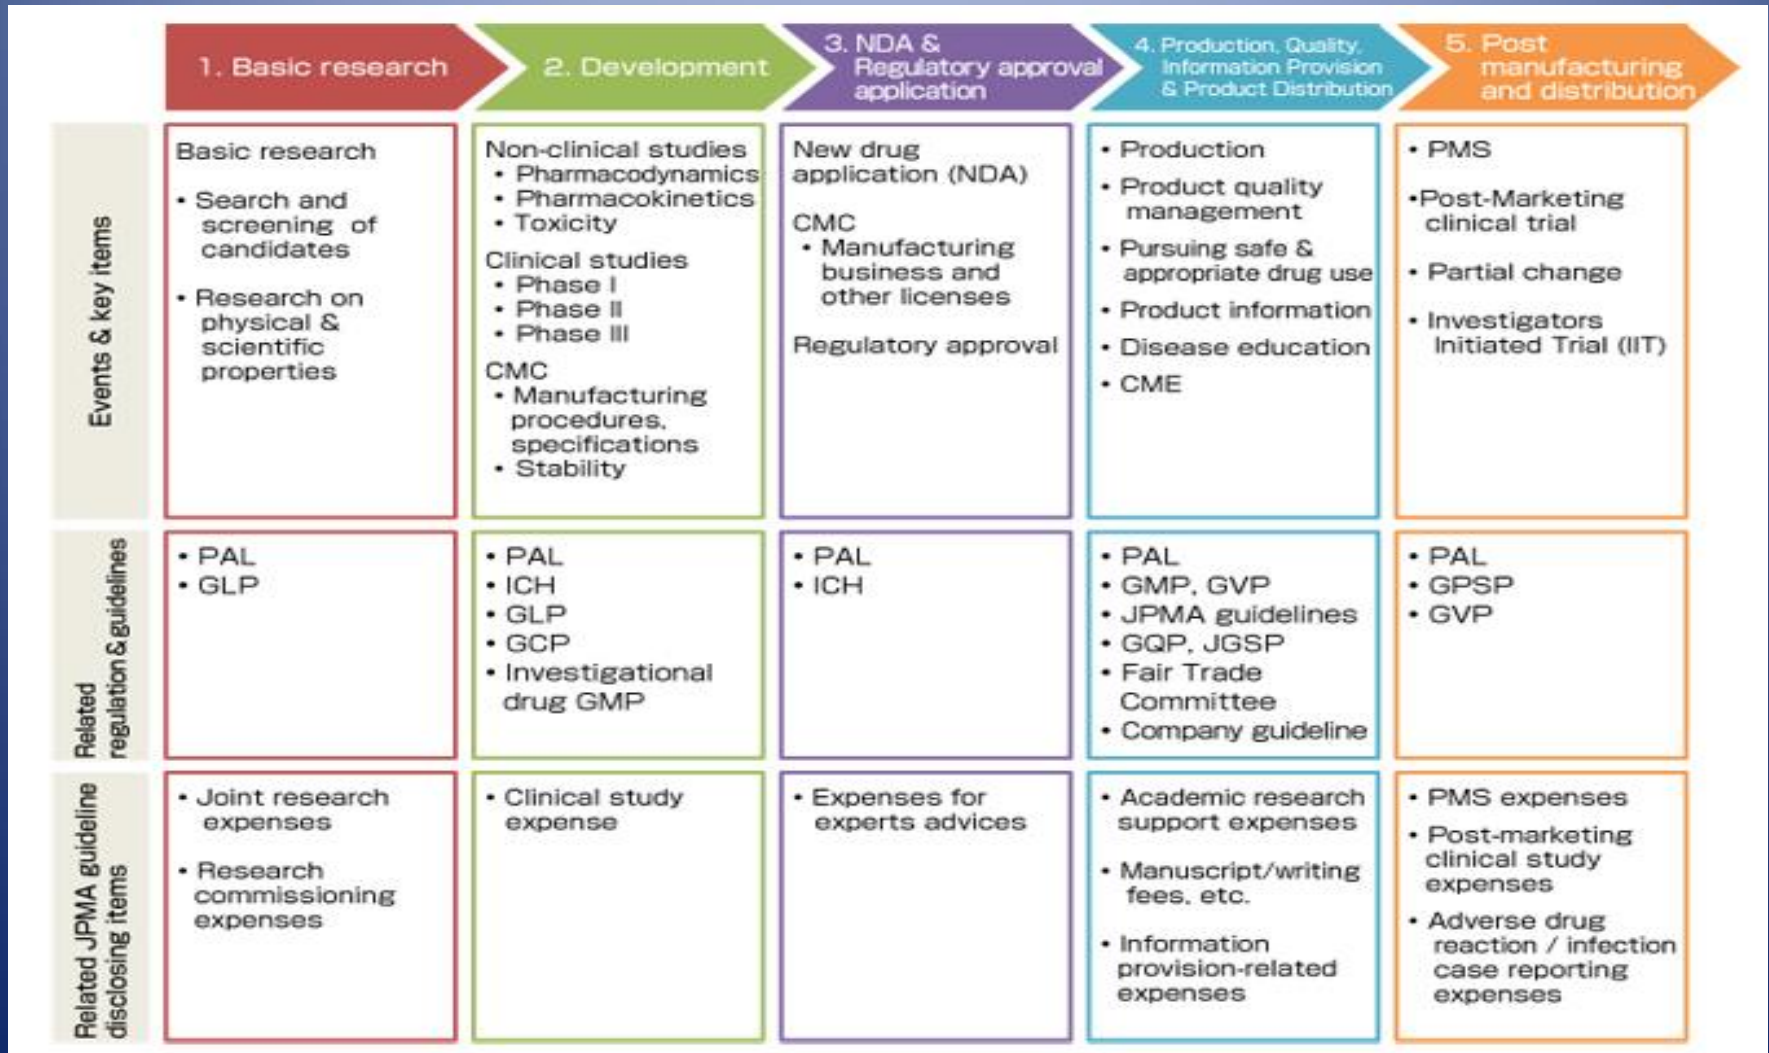 1. Basic research
2. Development
3. NDA &
Regulatory approval
application
4. Production, Quality,
Information Provision
& Product Distribution
5. Post
manufacturing
and distribution
Events & key items
Basic research
• Search and
screening of
candidates
• Research on
physical &
scientific
properties
Non-clinical studies
• Pharmacodynamics
• Pharmacokinetics
• Toxicity
Clinical studies
• Phase I
• Phase II
• Phase III
CMC
• Manufacturing
procedures,
specifications
• Stability
New drug
application (NDA)
CMC
• Manufacturing
business and
other licenses
Regulatory approval
• Production
• Product quality
management
• Pursuing safe &
appropriate drug use
• Product information
• Disease education
• CME
• PMS
•Post-Marketing
clinical trial
• Partial change
• Investigators
Initiated Trial (IIT)
Related
regulation & guidelines
• PAL
• GLP
• PAL
• ICH
• GLP
• GCP
• Investigational
drug GMP
• PAL
• ICH
• PAL
• GMP, GVP
• JPMA guidelines
• GQP, JGSP
• Fair Trade
Committee
• Company guideline
• PAL
• GPSP
• GVP
Related JPMA guideline
disclosing items
• Joint research
expenses
• Research
commissioning
expenses
• Clinical study
expense
• Expenses for
experts advices
• Academic research
support expenses
• Manuscript/writing
fees, etc.
• Information
provision-related
expenses
• PMS expenses
• Post-marketing
clinical study
expenses
• Adverse drug
reaction / infection
case reporting
expenses